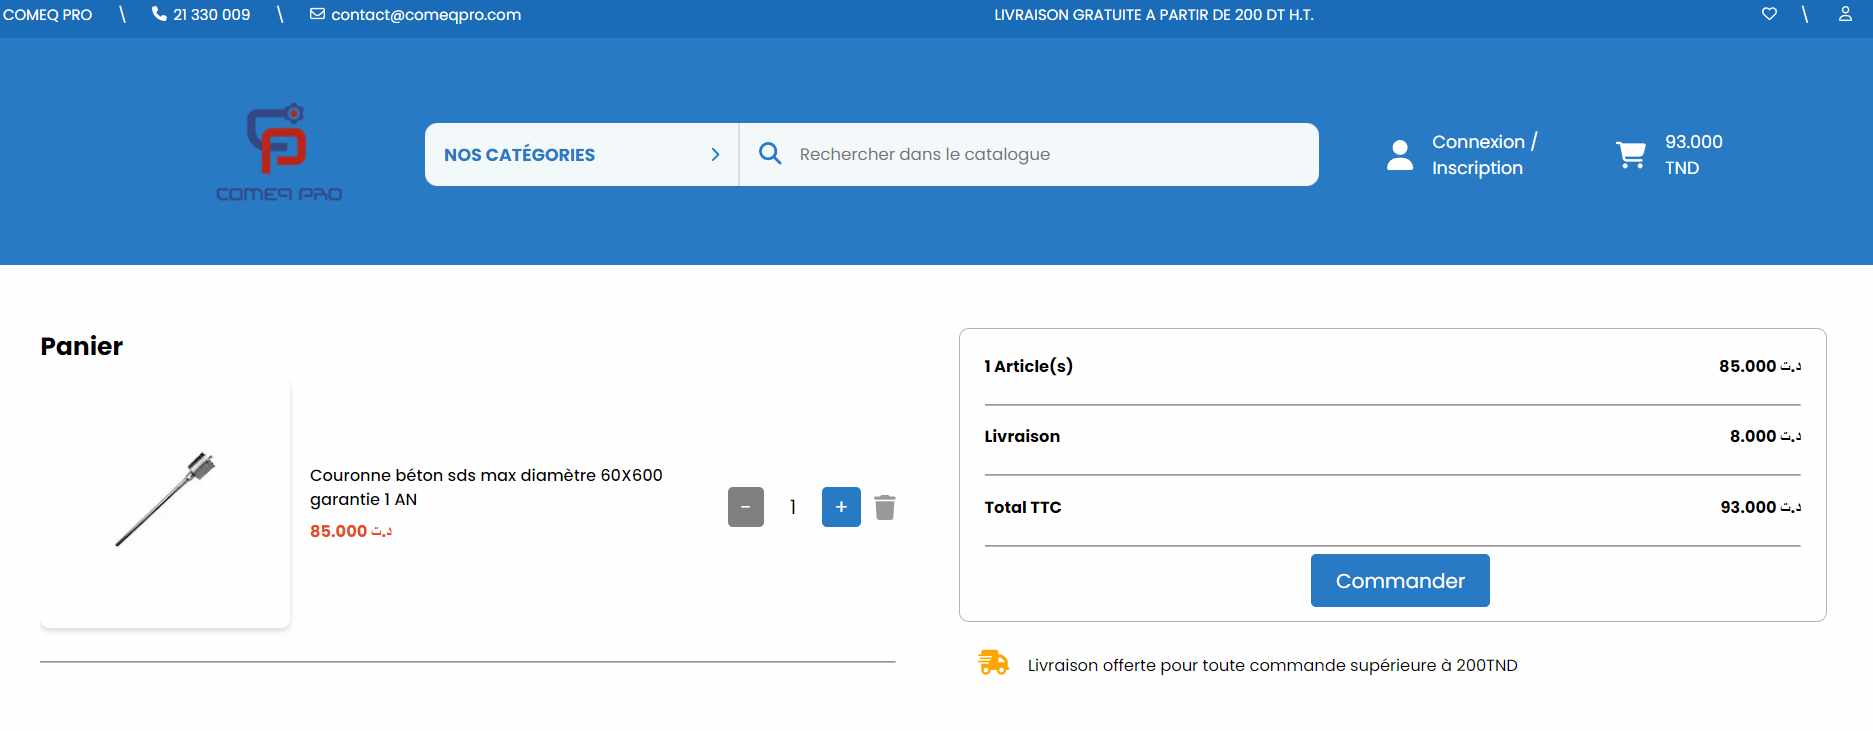 COMEQ PRO \ 21 330 009 \ contact@comeqpro.com LIVRAISON GRATUITE A PARTIR DE 200 DT H.T. \
COMEQ PRO
NOS CATÉGORIES
Rechercher dans le catalogue
Connexion /
Inscription
93.000
TND
Panier
Couronne béton sds max diamètre 60X600
garantie 1 AN
85.000 د.ت
- 1 +
1 Article(s) 85.000 د.ت
Livraison 8.000 د.ت
Total TTC 93.000 د.ت
Commander
Livraison offerte pour toute commande supérieure à 200TND